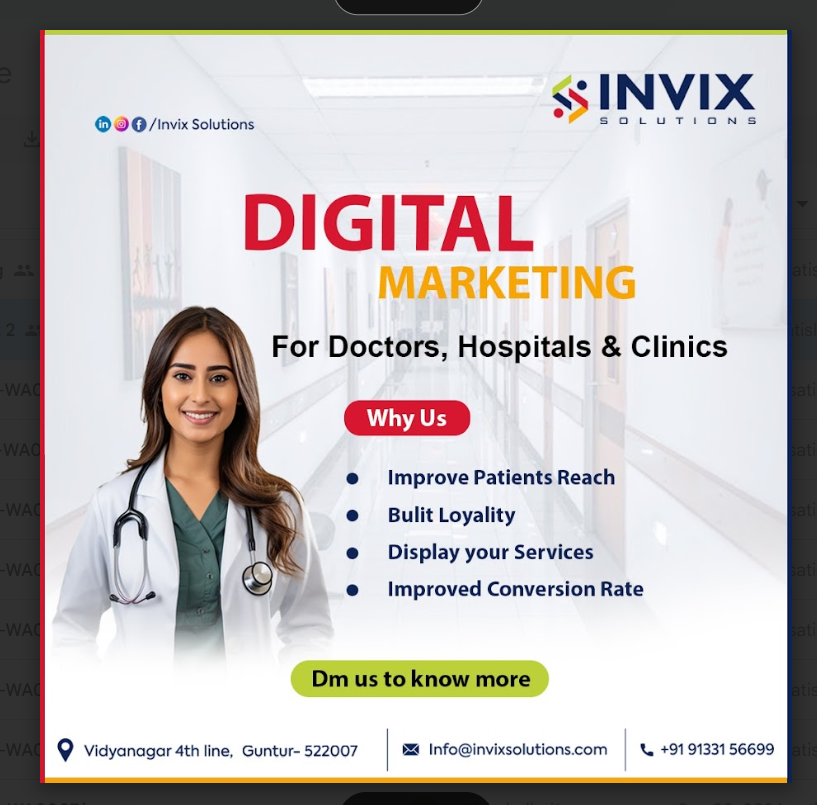 /Invix Solutions
INVIX
SOLUTIONS
DIGITAL
MARKETING
For Doctors, Hospitals & Clinics
Why Us
Improve Patients Reach
Bulit Loyality
Display your Services
Improved Conversion Rate
Dm us to know more
Vidyanagar 4th line, Guntur- 522007
Info@invixsolutions.com
+91 91331 56699